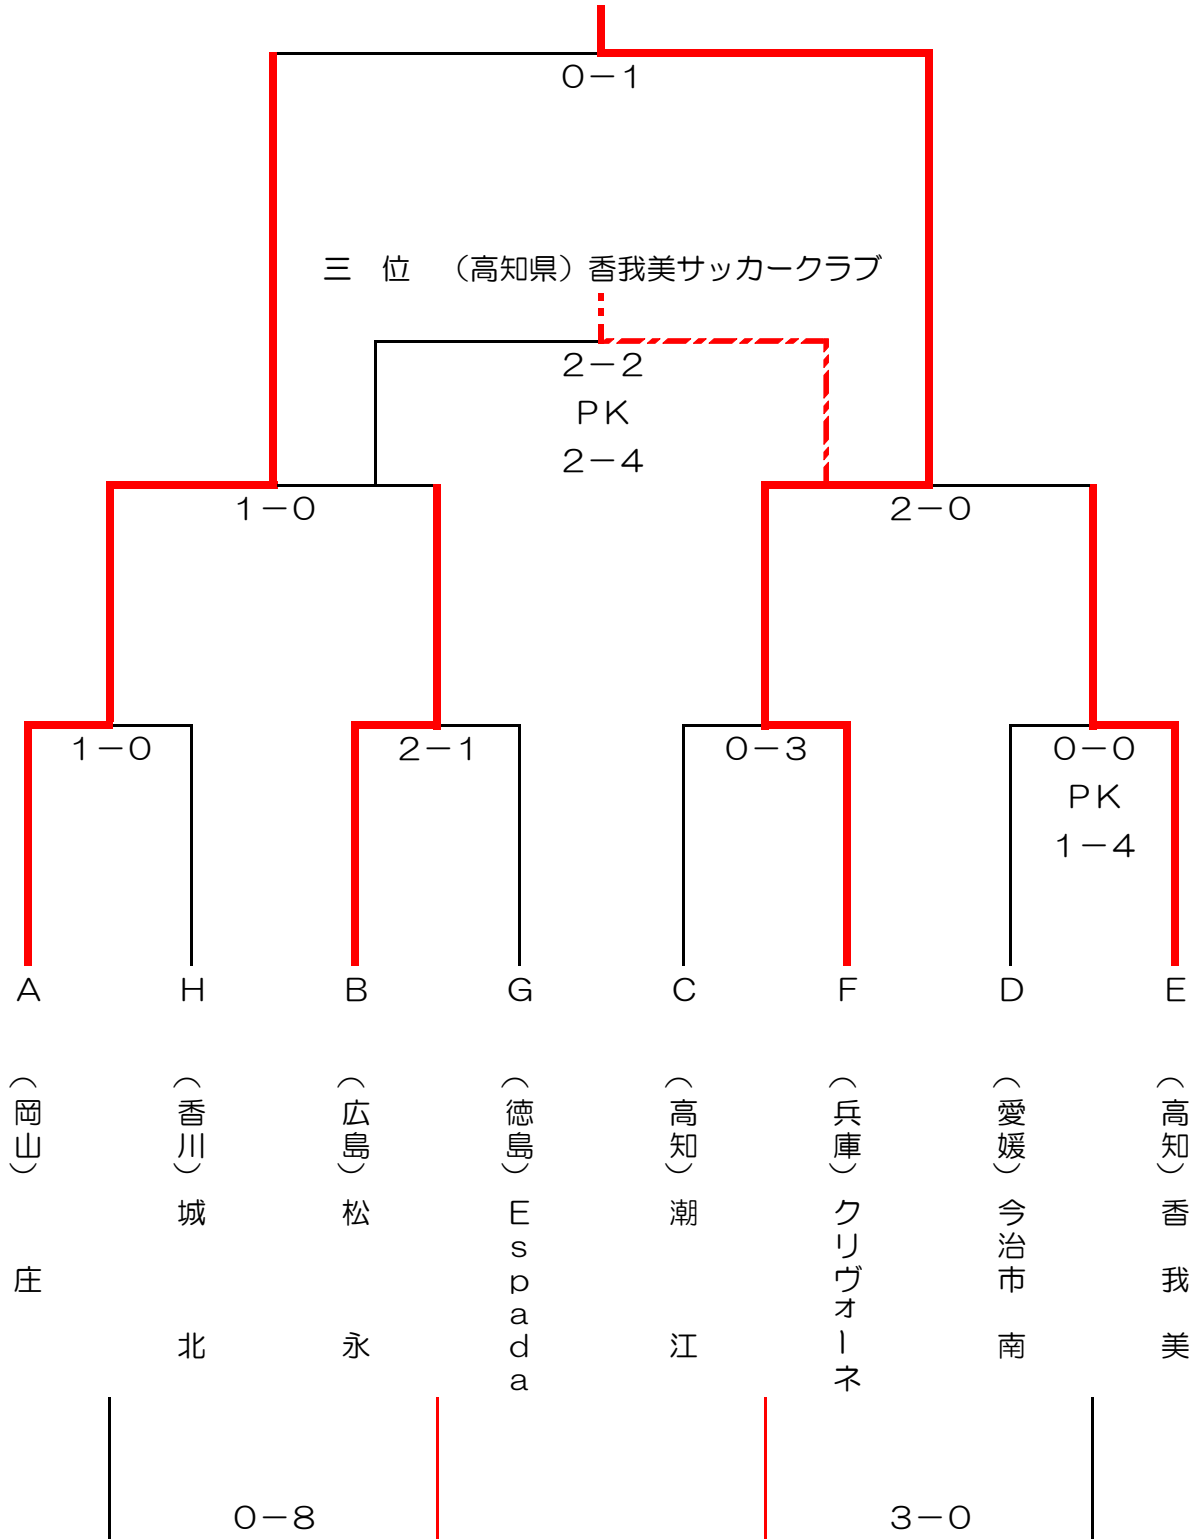 0－1
三　位　（高知県）香我美サッカークラブ
2－2
PK
2－4
1－0
2－0
1－0
2－1
0－3
0－0
PK
1－4
A
H
B
G
C
F
D
E
（岡山）　庄
（香川）城　北
（広島）松　永
（徳島）Espada
（高知）潮　江
（兵庫）クリヴォーネ
（愛媛）今治市南
（高知）香我美
0－8
3－0